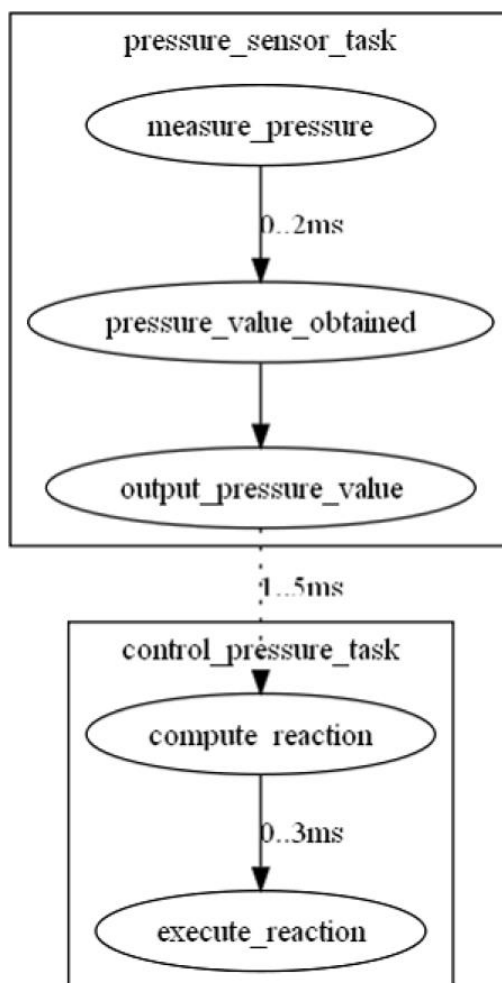 pressure_sensor_task
measure_pressure
0..2ms
pressure_value_obtained
output_pressure_value
1..5ms
control_pressure_task
compute_reaction
0..3ms
execute_reaction